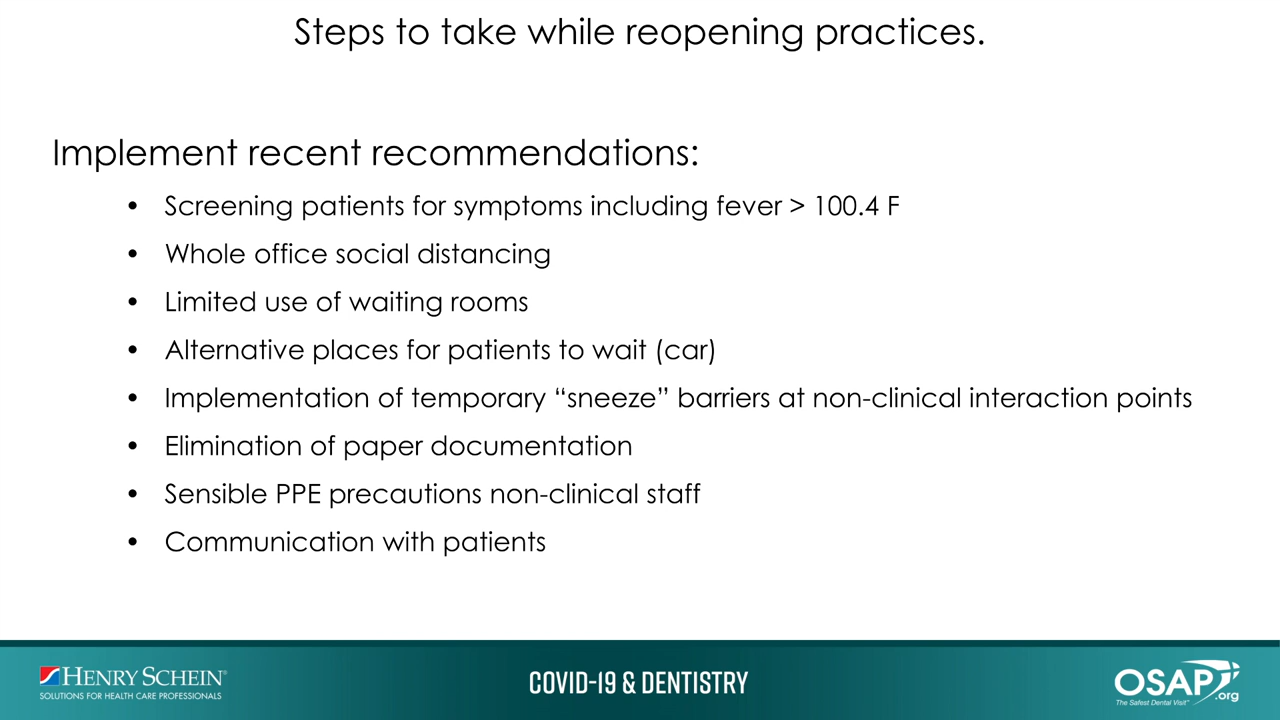 Steps to take while reopening practices.
Implement recent recommendations:
• Screening patients for symptoms including fever > 100.4 F
• Whole office social distancing
• Limited use of waiting rooms
• Alternative places for patients to wait (car)
• Implementation of temporary “sneeze” barriers at non-clinical interaction points
• Elimination of paper documentation
• Sensible PPE precautions non-clinical staff
• Communication with patients
HENRY SCHEIN®
SOLUTIONS FOR HEALTH CARE PROFESSIONALS
COVID-19 & DENTISTRY
OSAP.org
The Safest Dental Visit™